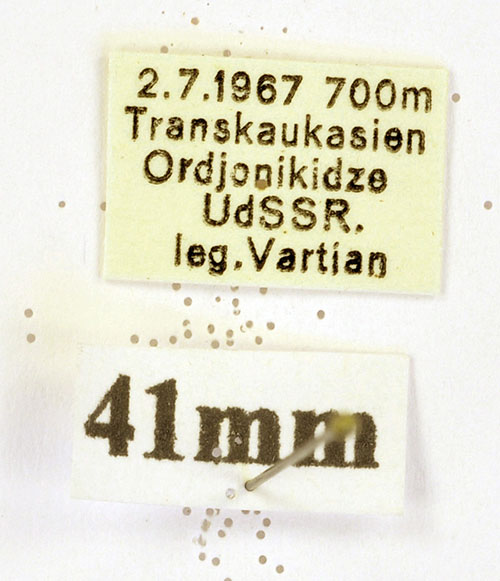 2.7.1967 700m
Transkaukasien
Ordjonikidze
UdSSR.
leg.Vartian
41mm